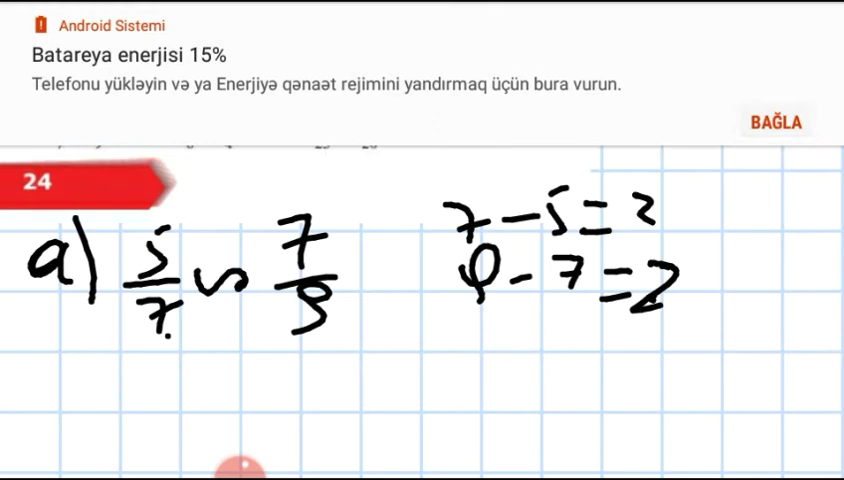 Android Sistemi
Batareya enerjisi 15%
Telefonu yükləyin və ya Enerjiyə qənaət rejimini yandırmaq üçün bura vurun.
BAĞLA
24
a) 5/7 və 7/9
7-5=2
9-7=2